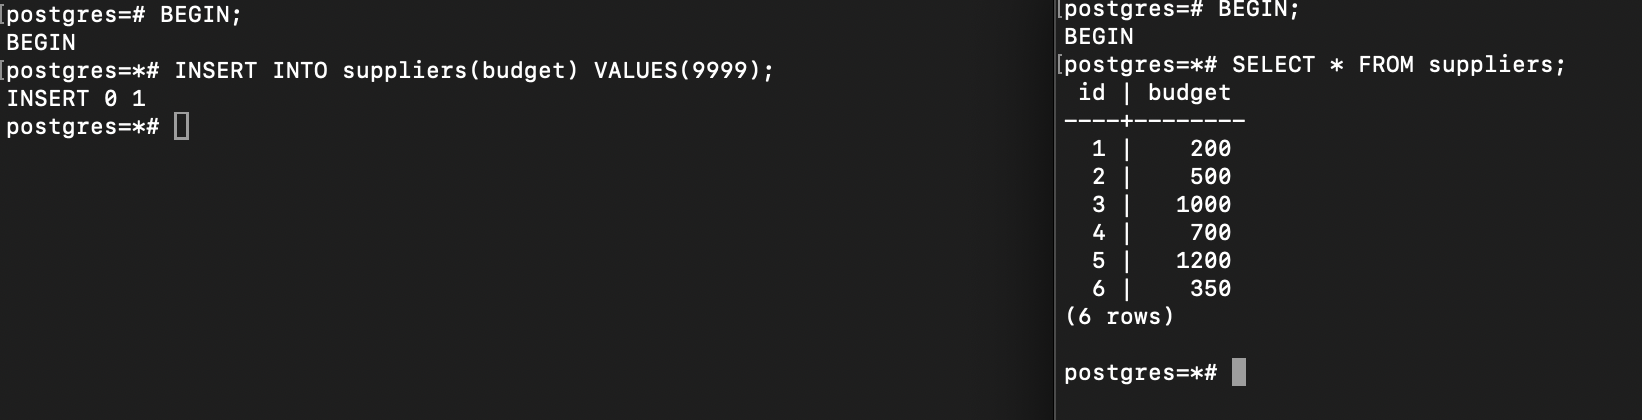 [postgres=# BEGIN;
BEGIN
[postgres=*# INSERT INTO suppliers(budget) VALUES(9999);
INSERT 0 1
postgres=*#
[postgres=# BEGIN;
BEGIN
[postgres=*# SELECT * FROM suppliers;
 id | budget
----+--------
  1 |    200
  2 |    500
  3 |   1000
  4 |    700
  5 |   1200
  6 |    350
(6 rows)
postgres=*#